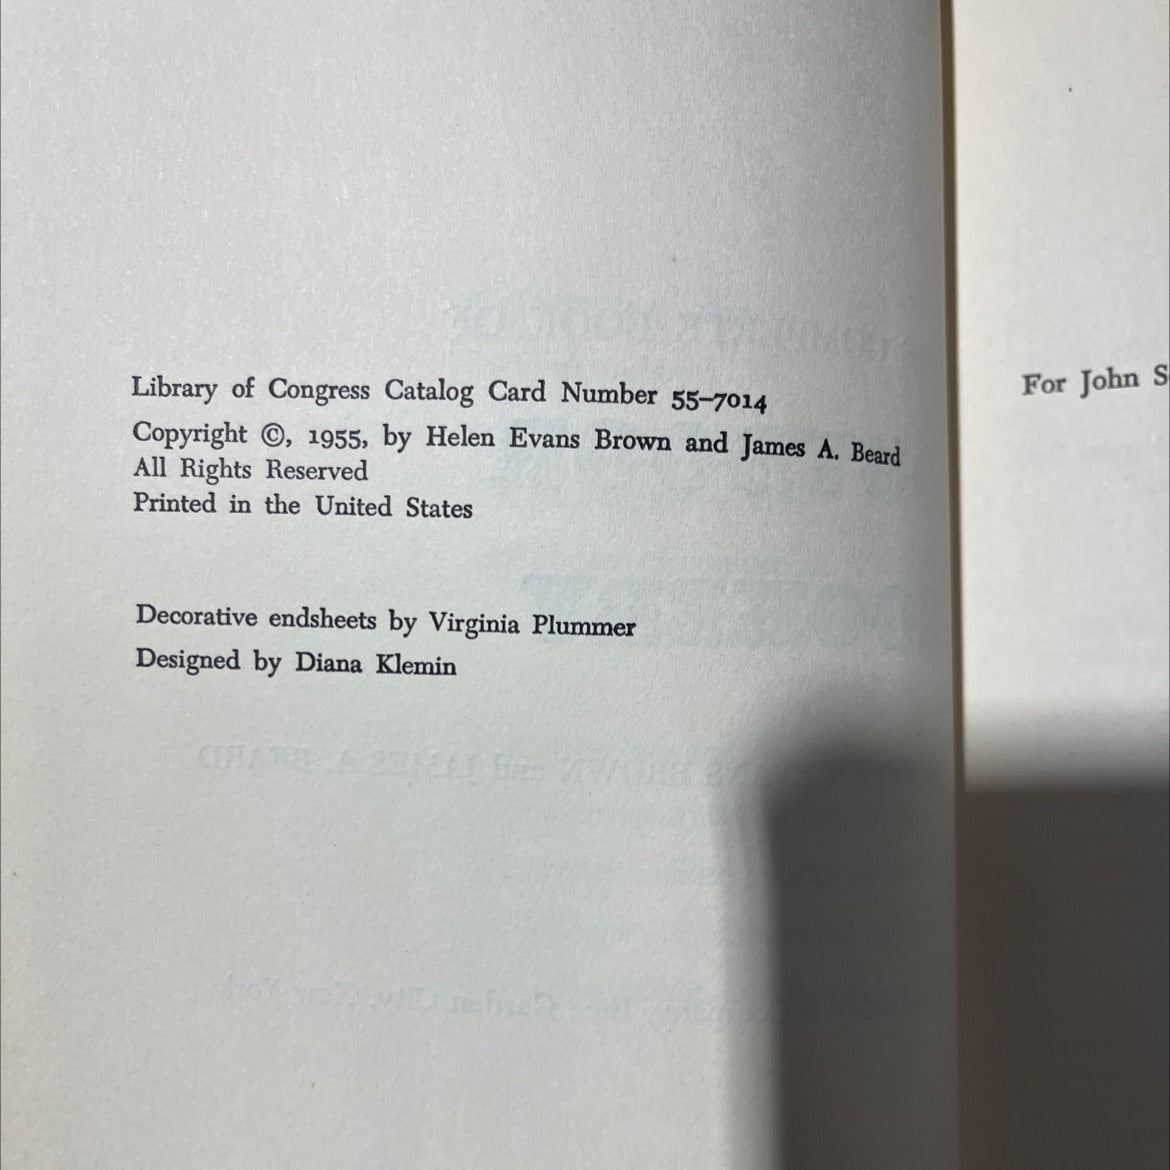 Library of Congress Catalog Card Number 55–7014
Copyright ©, 1955, by Helen Evans Brown and James A. Beard
All Rights Reserved
Printed in the United States
Decorative endsheets by Virginia Plummer
Designed by Diana Klemin
For John S